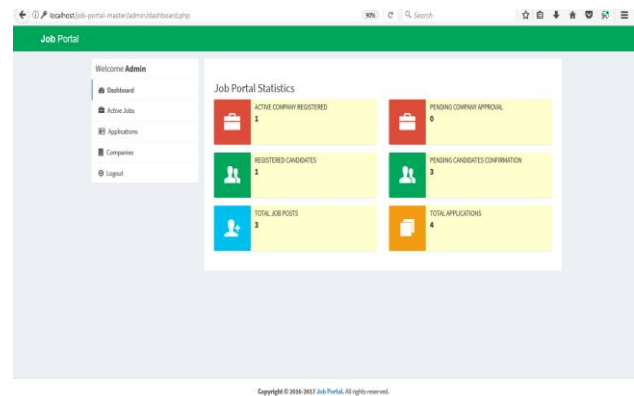 localhost/job-portal-master/admin/dashboard.php 90% Search
Job Portal
Welcome Admin
Dashboard
Active Jobs
Applications
Companies
Logout
Job Portal Statistics
ACTIVE COMPANY REGISTERED
1
PENDING COMPANY APPROVAL
0
REGISTERED CANDIDATES
1
PENDING CANDIDATES CONFIRMATION
3
TOTAL JOB POSTS
3
TOTAL APPLICATIONS
4
Copyright © 2016-2017 Job Portal. All rights reserved.